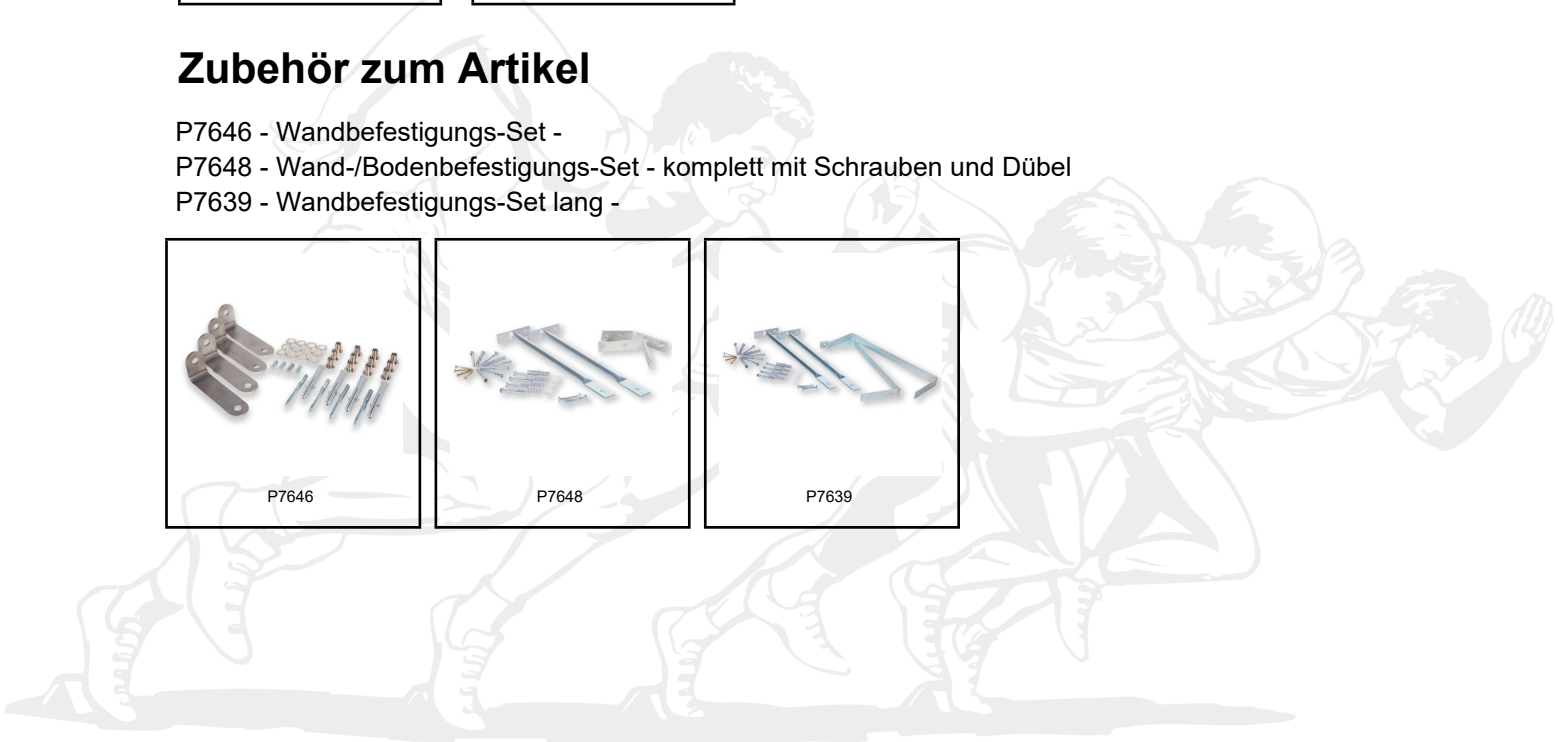 Zubehör zum Artikel
P7646 - Wandbefestigungs-Set -
P7648 - Wand-/Bodenbefestigungs-Set - komplett mit Schrauben und Dübel
P7639 - Wandbefestigungs-Set lang -
P7646
P7648
P7639